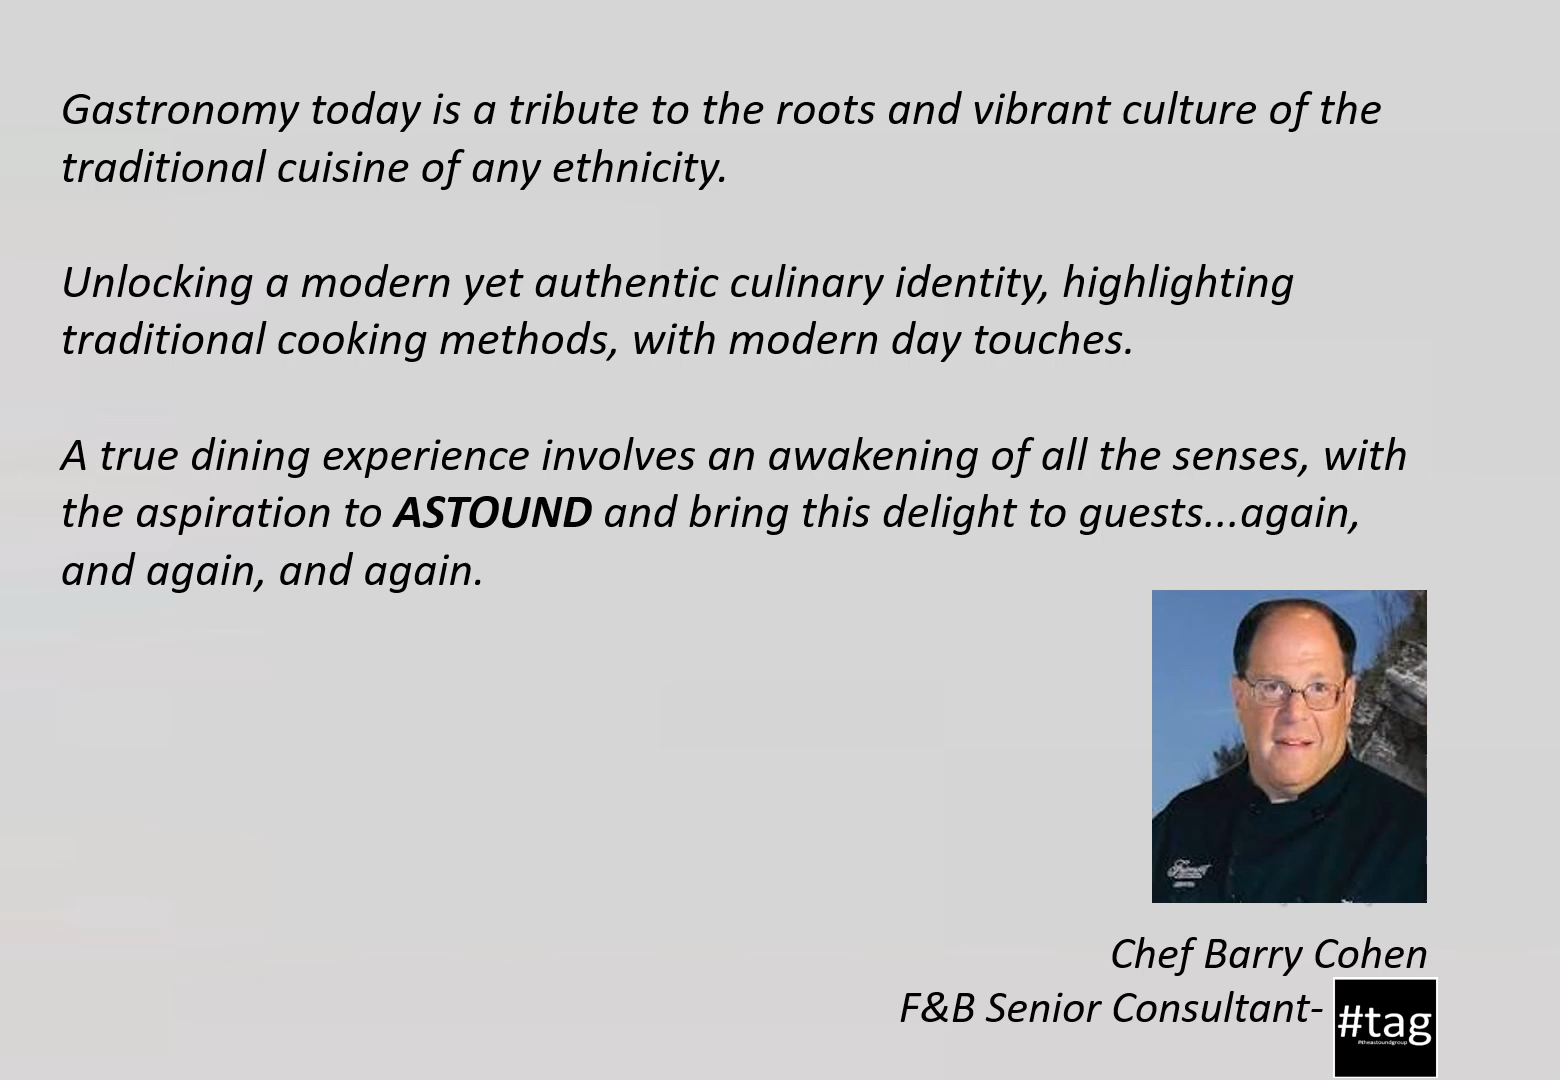 Gastronomy today is a tribute to the roots and vibrant culture of the
traditional cuisine of any ethnicity.
Unlocking a modern yet authentic culinary identity, highlighting
traditional cooking methods, with modern day touches.
A true dining experience involves an awakening of all the senses, with
the aspiration to ASTOUND and bring this delight to guests...again,
and again, and again.
Chef Barry Cohen
F&B Senior Consultant-
#tag
#theastoundgroup